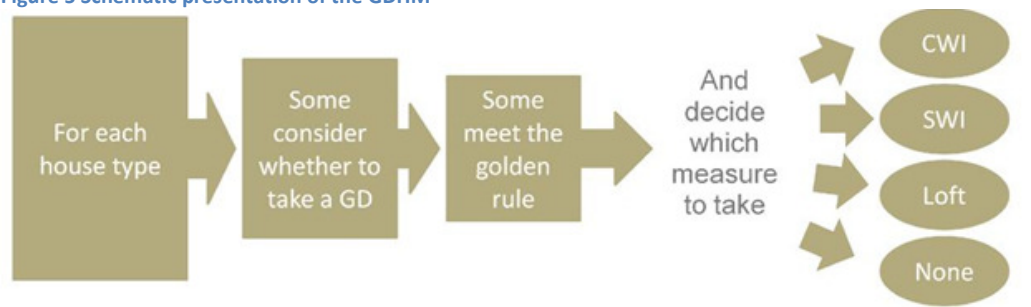 Figure Schematic presentation of the GDHM
For each
house type
Some
consider
whether to
take a GD
Some
meet the
golden
rule
And
decide
which
measure
to take
CWI
SWI
Loft
None